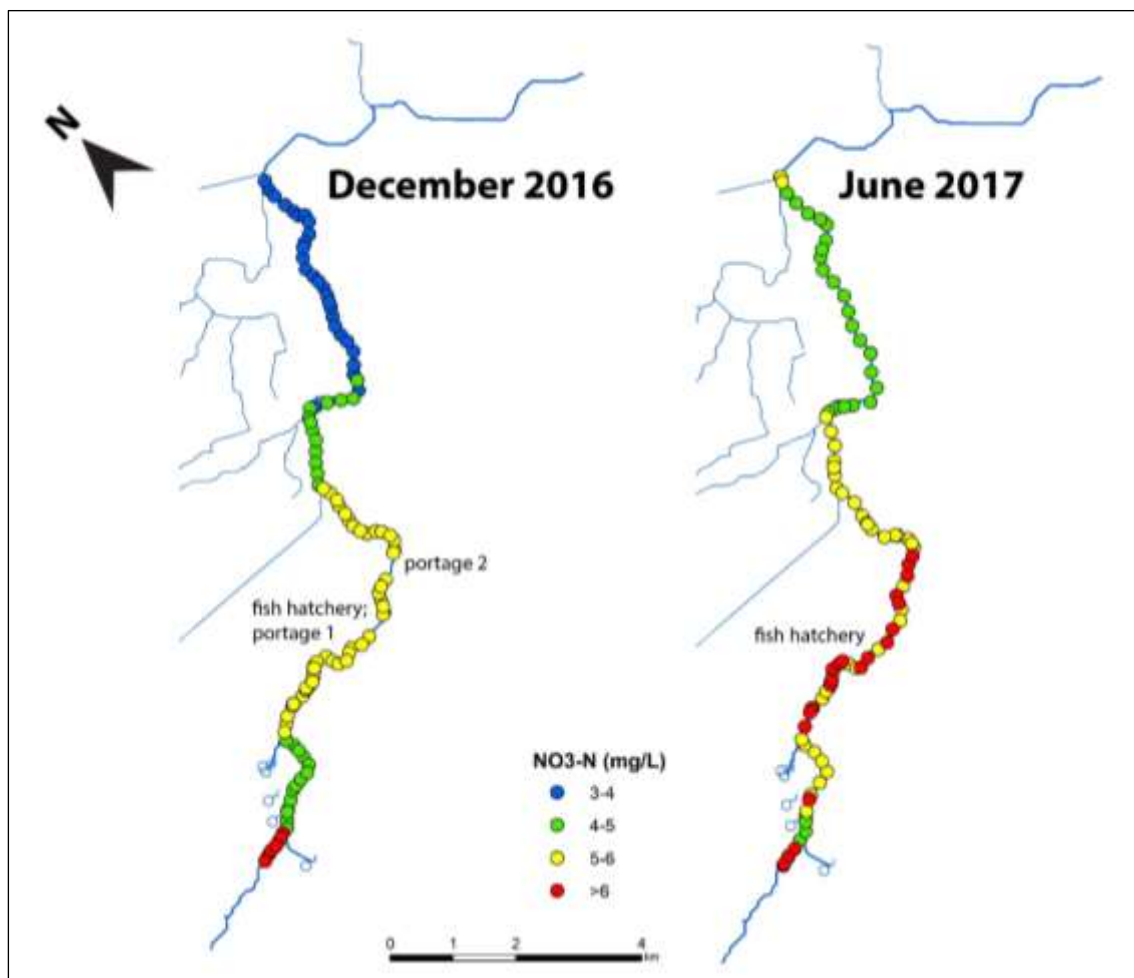 N
December 2016
June 2017
portage 2
fish hatchery;
portage 1
fish hatchery
NO3-N (mg/L)
3-4
4-5
5-6
>6
0 1 2 4
km